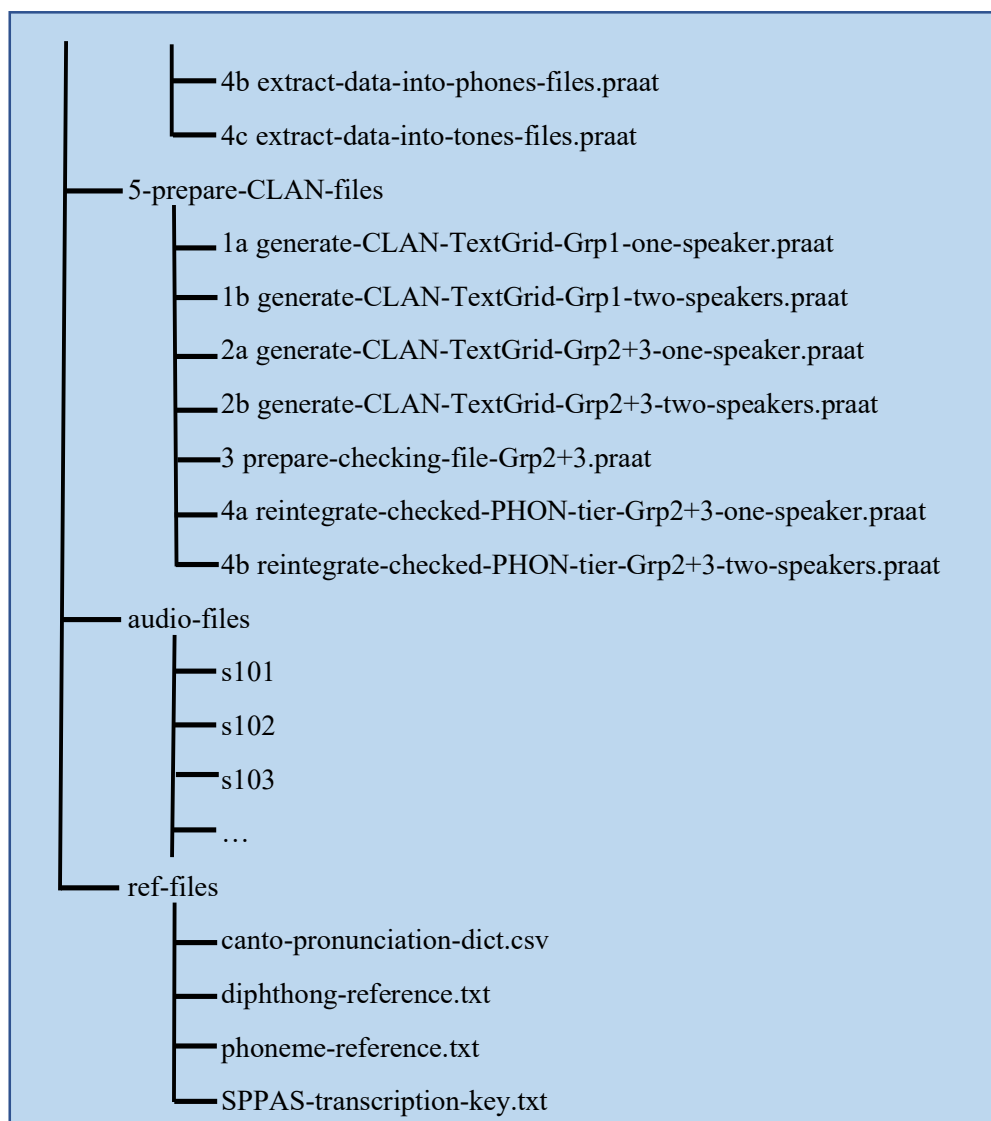 4b extract-data-into-phones-files.praat
4c extract-data-into-tones-files.praat
5-prepare-CLAN-files
1a generate-CLAN-TextGrid-Grp1-one-speaker.praat
1b generate-CLAN-TextGrid-Grp1-two-speakers.praat
2a generate-CLAN-TextGrid-Grp2+3-one-speaker.praat
2b generate-CLAN-TextGrid-Grp2+3-two-speakers.praat
3 prepare-checking-file-Grp2+3.praat
4a reintegrate-checked-PHON-tier-Grp2+3-one-speaker.praat
4b reintegrate-checked-PHON-tier-Grp2+3-two-speakers.praat
audio-files
s101
s102
s103
…
ref-files
canto-pronunciation-dict.csv
diphthong-reference.txt
phoneme-reference.txt
SPPAS-transcription-key.txt